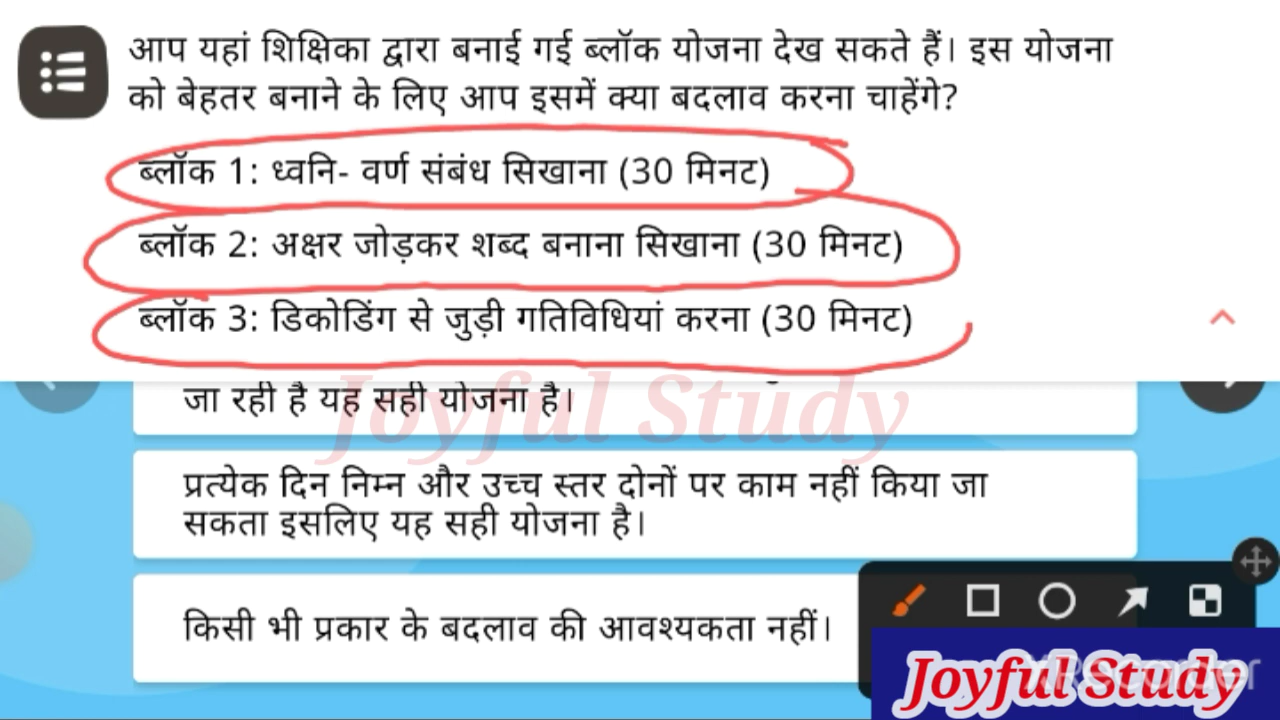 आप यहां शिक्षिका द्वारा बनाई गई ब्लॉक योजना देख सकते हैं। इस योजना
को बेहतर बनाने के लिए आप इसमें क्या बदलाव करना चाहेंगे?
ब्लॉक 1: ध्वनि- वर्ण संबंध सिखाना (30 मिनट)
ब्लॉक 2: अक्षर जोड़कर शब्द बनाना सिखाना (30 मिनट)
ब्लॉक 3: डिकोडिंग से जुड़ी गतिविधियां करना (30 मिनट)
जा रही है यह सही योजना है।
Joyful Study
प्रत्येक दिन निम्न और उच्च स्तर दोनों पर काम नहीं किया जा
सकता इसलिए यह सही योजना है।
किसी भी प्रकार के बदलाव की आवश्यकता नहीं।
Joyful Study